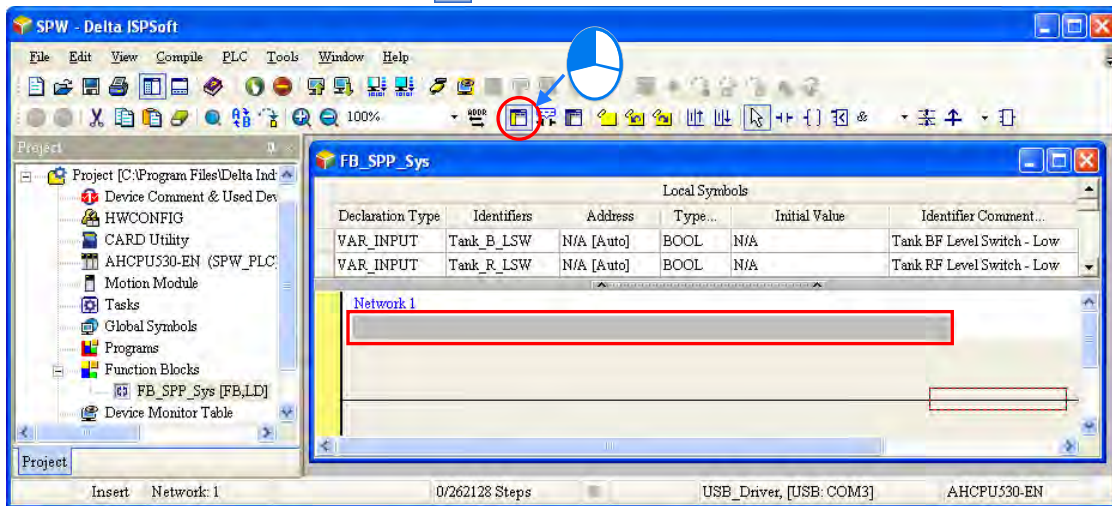 SPW - Delta ISPSoft
File Edit View Compile PLC Tools Window Help
100% ADDR
Project
Project [C:\Program Files\Delta Ind
Device Comment & Used Dev
HWCONFIG
CARD Utility
AHCPU530-EN (SPW_PLC
Motion Module
Tasks
Global Symbols
Programs
Function Blocks
FB_SPP_Sys [FB,LD]
Device Monitor Table
Project
FB_SPP_Sys
Local Symbols
Declaration Type Identifiers Address Type... Initial Value Identifier Comment...
VAR_INPUT Tank_B_LSW N/A [Auto] BOOL N/A Tank BF Level Switch - Low
VAR_INPUT Tank_R_LSW N/A [Auto] BOOL N/A Tank RF Level Switch - Low
Network 1
Insert Network: 1 0/262128 Steps USB_Driver, [USB: COM3] AHCPU530-EN